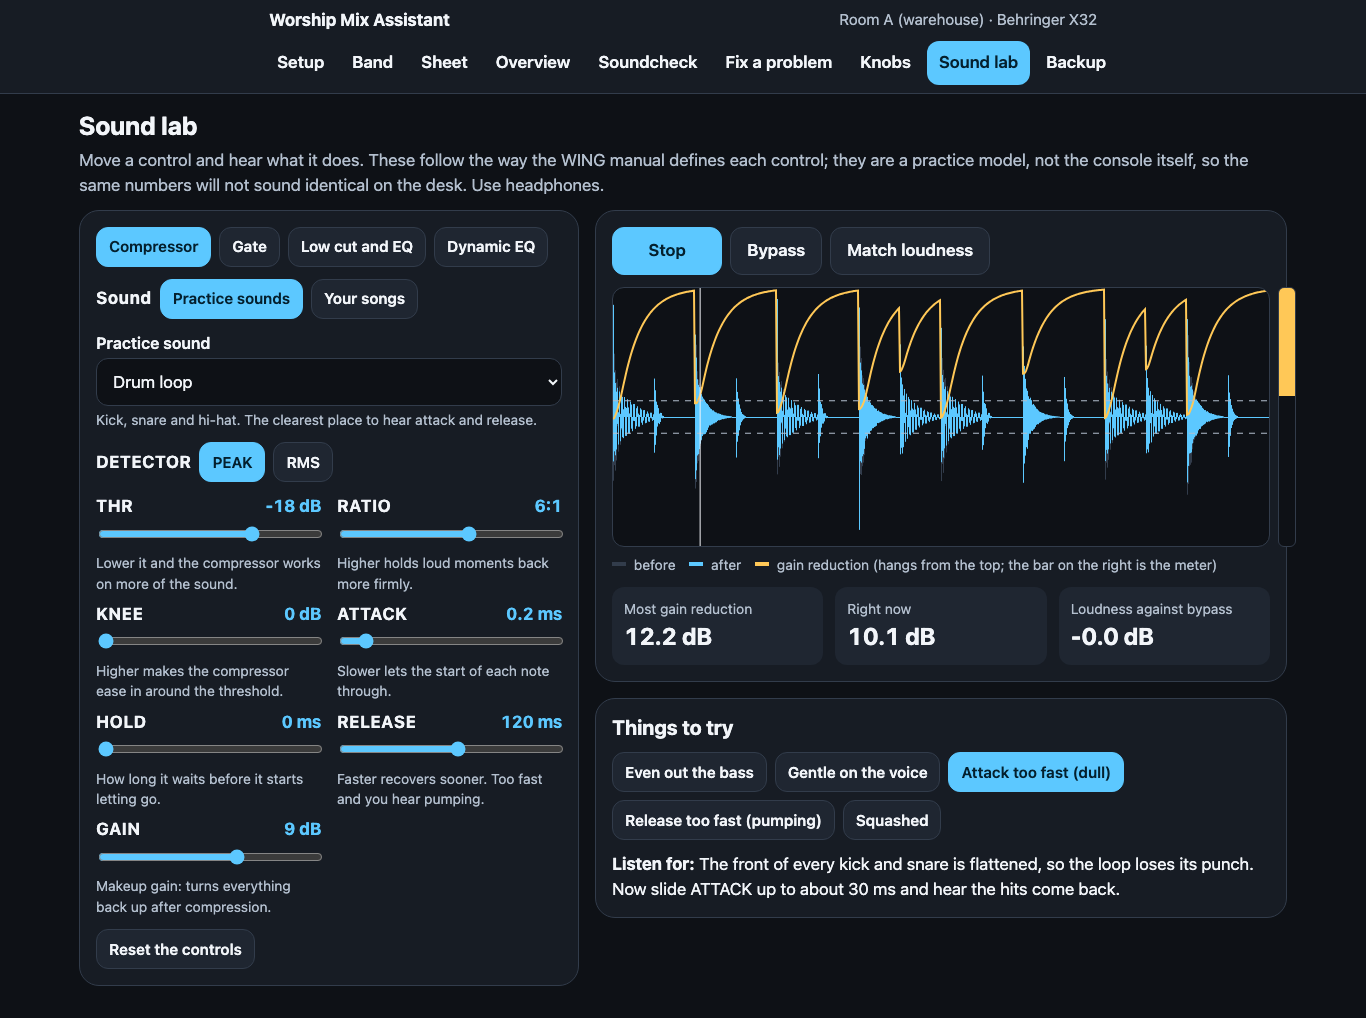 Worship Mix Assistant
Room A (warehouse) · Behringer X32
Setup Band Sheet Overview Soundcheck Fix a problem Knobs Sound lab Backup
Sound lab
Move a control and hear what it does. These follow the way the WING manual defines each control; they are a practice model, not the console itself, so the
same numbers will not sound identical on the desk. Use headphones.
Compressor Gate Low cut and EQ Dynamic EQ
Sound Practice sounds Your songs
Practice sound
Drum loop
Kick, snare and hi-hat. The clearest place to hear attack and release.
DETECTOR PEAK RMS
THR -18 dB
Lower it and the compressor works
on more of the sound.
RATIO 6:1
Higher holds loud moments back
more firmly.
KNEE 0 dB
Higher makes the compressor
ease in around the threshold.
ATTACK 0.2 ms
Slower lets the start of each note
through.
HOLD 0 ms
How long it waits before it starts
letting go.
RELEASE 120 ms
Faster recovers sooner. Too fast
and you hear pumping.
GAIN 9 dB
Makeup gain: turns everything
back up after compression.
Reset the controls
Stop Bypass Match loudness
before after gain reduction (hangs from the top; the bar on the right is the meter)
Most gain reduction
12.2 dB
Right now
10.1 dB
Loudness against bypass
-0.0 dB
Things to try
Even out the bass Gentle on the voice Attack too fast (dull)
Release too fast (pumping) Squashed
Listen for: The front of every kick and snare is flattened, so the loop loses its punch.
Now slide ATTACK up to about 30 ms and hear the hits come back.